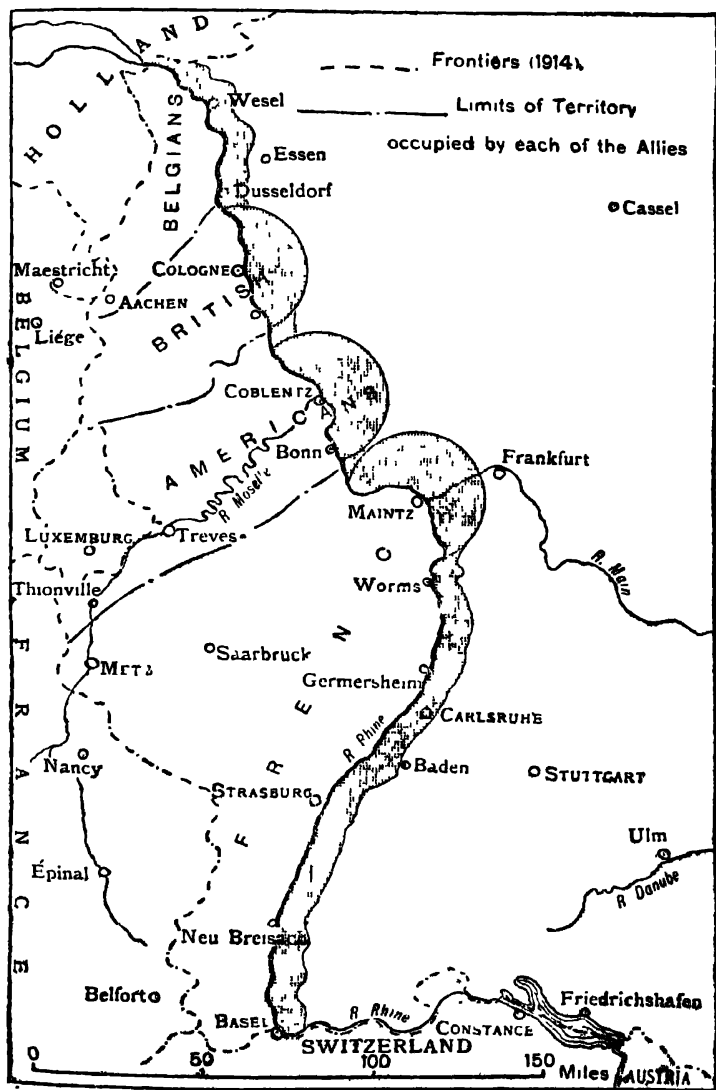 HOLLAND
Frontiers (1914).
Limits of Territory
occupied by each of the Allies
Wesel
BELGIANS
Essen
Dusseldorf
Cassel
Maestricht
COLOGNE
AACHEN
BRITISH
Liége
BELGIUM
COBLENTZ
AMERICAN
Bonn
Frankfurt
R Mosel'e
MAINTZ
LUXEMBURG
Treves
R. Main
Thionville
Worms
FRENC
Saarbruck
METZ
Germersheim
CARLSRUHE
R Rhine
FRANCE
Nancy
Baden
STUTTGART
STRASBURG
Ulm
Épinal
R Danube
Neu Breisach
Belfort
Friedrichshafen
BASEL
R Rhine
CONSTANCE
SWITZERLAND
0 50 100 150 Miles
AUSTRIA